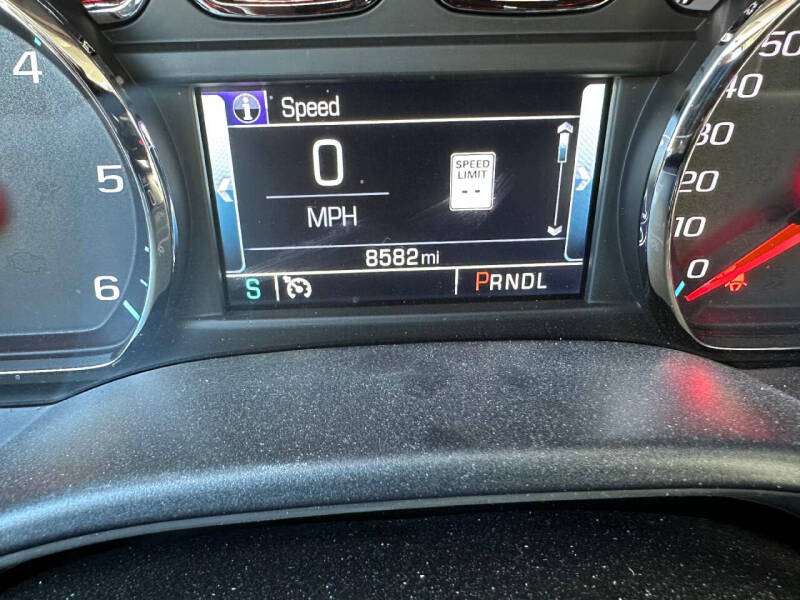 4
5
6
i Speed
0
MPH
SPEED
LIMIT
--
8582 mi
S
PRNDL
50
40
30
20
10
0